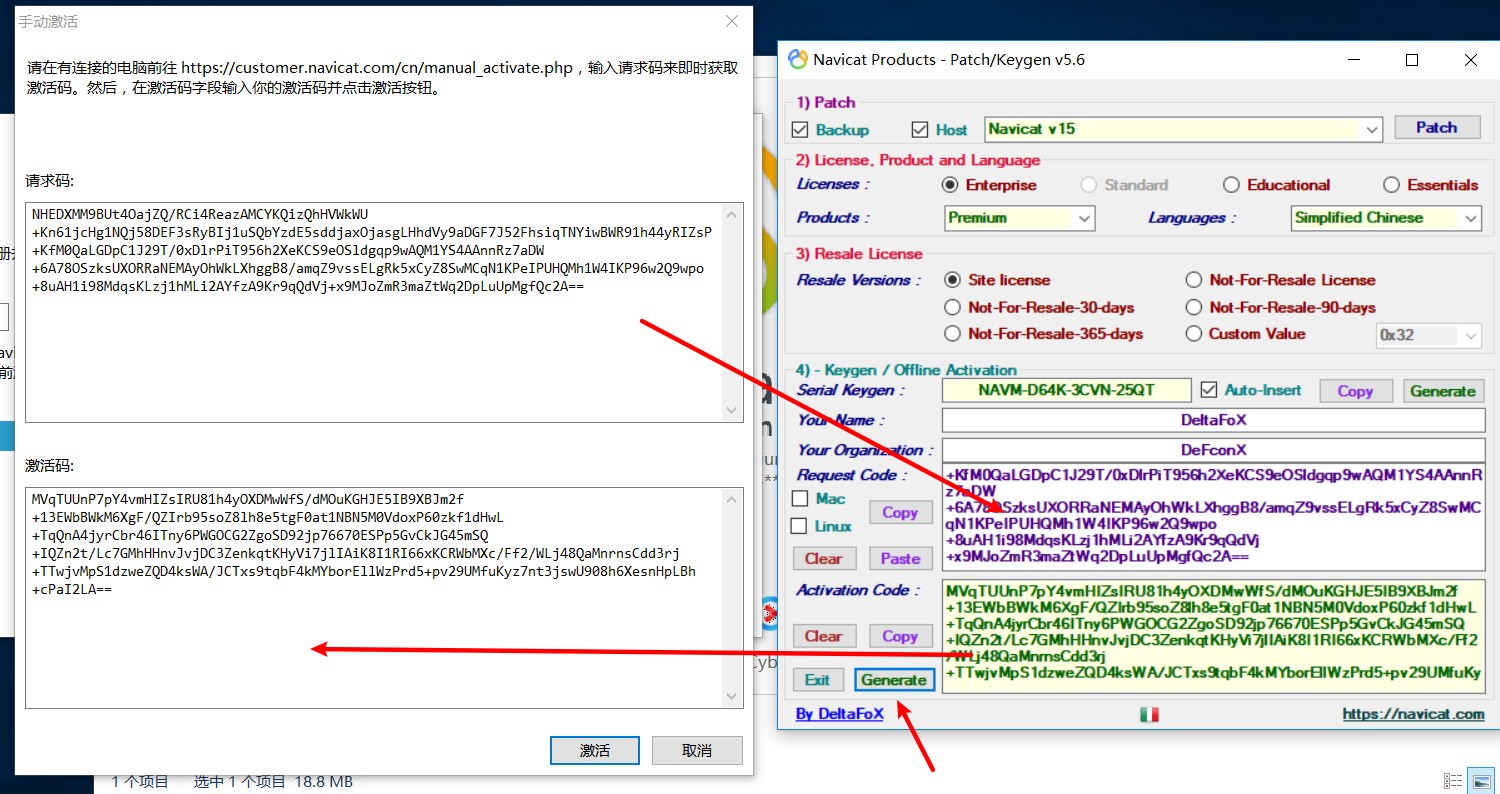 手动激活
请在有连接的电脑前往 https://customer.navicat.com/cn/manual_activate.php，输入请求码来即时获取
激活码。然后，在激活码字段输入你的激活码并点击激活按钮。
请求码:
NHEDXMM9BUt4OajZQ/RCi4ReazAMCYKQizQhHVWkWU
+Kn61jcHg1NQj58DEF3sRyBIj1uSQbYzdE5sddjaxOjasgLHhdVy9aDGF7J52FhsiqTNYiwBWR91h44yRIZsP
+KfM0QaLGDpC1J29T/0xDlrPiT956h2XeKCS9eOSldgqp9wAQM1YS4AAnnRz7aDW
+6A78OSzksUXORRaNEMAyOhWkLXhggB8/amqZ9vssELgRk5xCyZ8SwMCqN1KPeIPUHQMh1W4IKP96w2Q9wpo
+8uAH1i98MdqsKLzj1hMLi2AYfzA9Kr9qQdVj+x9MJoZmR3maZtWq2DpLuUpMgfQc2A==
激活码:
MVqTUUnP7pY4vmHIZsIRU81h4yOXDMwWfS/dMOuKGHJE5IB9XBJm2f
+13EWbBWkM6XgF/QZIrb95soZ8lh8e5tgF0at1NBN5M0VdoxP60zkf1dHwL
+TqQnA4jyrCbr46ITny6PWGOCG2ZgoSD92jp76670ESPp5GvCkJG45mSQ
+IQZn2t/Lc7GMhHHnvJvjDC3ZenkqtKHyVi7jlIAiK8I1RI66xKCRWbMXc/Ff2/WLj48QaMnrnsCdd3rj
+TTwjvMpS1dzweZQD4ksWA/JCTxs9tqbF4kMYborEllWzPrd5+pv29UMfuKyz7nt3jswU908h6XesnHpLBh
+cPaI2LA==
激活
取消
1 个项目
选中 1 个项目 18.8 MB
Navicat Products - Patch/Keygen v5.6
1) Patch
Backup
Host
Navicat v15
Patch
2) License, Product and Language
Licenses :
Enterprise
Standard
Educational
Essentials
Products :
Premium
Languages :
Simplified Chinese
3) Resale License
Resale Versions :
Site license
Not-For-Resale License
Not-For-Resale-30-days
Not-For-Resale-90-days
Not-For-Resale-365-days
Custom Value
0x32
4) - Keygen / Offline Activation
Serial Keygen :
NAVM-D64K-3CVN-25QT
Auto-Insert
Copy
Generate
Your Name :
DeltaFoX
Your Organization :
DeFconX
Request Code :
+KfM0QaLGDpC1J29T/0xDlrPiT956h2XeKCS9eOSldgqp9wAQM1YS4AAnnR
z7aDW
+6A78OSzksUXORRaNEMAyOhWkLXhggB8/amqZ9vssELgRk5xCyZ8SwMC
qN1KPeIPUHQMh1W4IKP96w2Q9wpo
+8uAH1i98MdqsKLzj1hMLi2AYfzA9Kr9qQdVj
+x9MJoZmR3maZtWq2DpLuUpMgfQc2A==
Mac
Linux
Copy
Clear
Paste
Activation Code :
MVqTUUnP7pY4vmHIZsIRU81h4yOXDMwWfS/dMOuKGHJE5IB9XBJm2f
+13EWbBWkM6XgF/QZIrb95soZ8lh8e5tgF0at1NBN5M0VdoxP60zkf1dHwL
+TqQnA4jyrCbr46ITny6PWGOCG2ZgoSD92jp76670ESPp5GvCkJG45mSQ
+IQZn2t/Lc7GMhHHnvJvjDC3ZenkqtKHyVi7jlIAiK8I1RI66xKCRWbMXc/Ff2
/WLj48QaMnrnsCdd3rj
+TTwjvMpS1dzweZQD4ksWA/JCTxs9tqbF4kMYborEllWzPrd5+pv29UMfuKy
Clear
Copy
Exit
Generate
By DeltaFoX
https://navicat.com